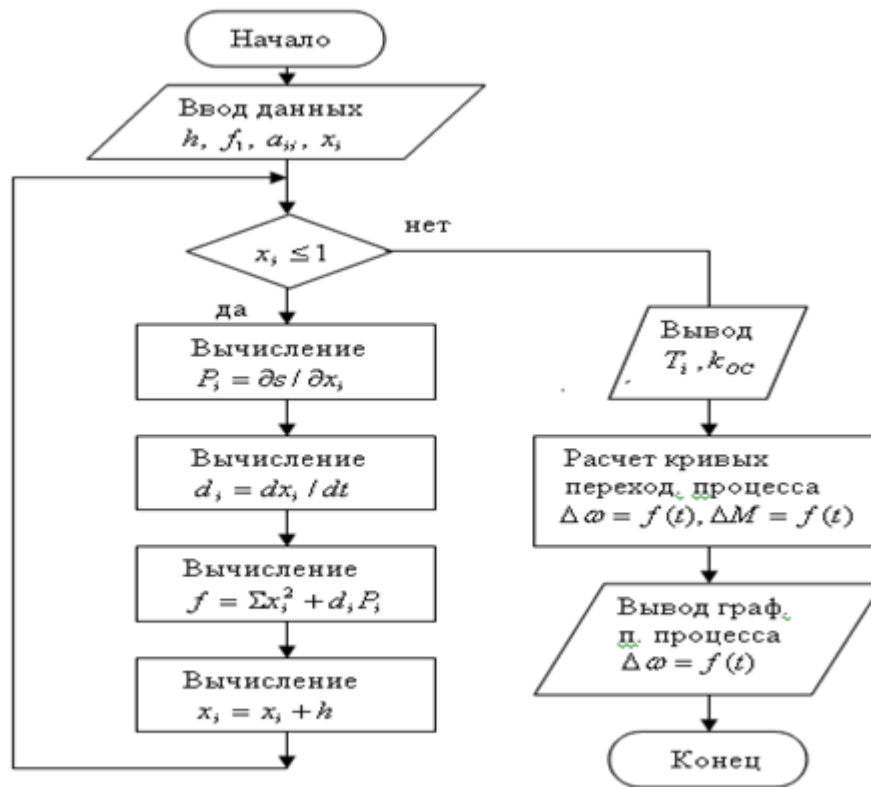 Начало
Ввод данных
h, f₁, aᵢⱼ, xᵢ
xᵢ ≤ 1
нет
да
Вычисление
Pᵢ = ∂s / ∂xᵢ
Вычисление
dᵢ = dxᵢ / dt
Вычисление
f = Σxᵢ² + dᵢPᵢ
Вычисление
xᵢ = xᵢ + h
Вывод
Tᵢ , k_OC
Расчет кривых
переход. процесса
Δω = f(t), ΔM = f(t)
Вывод граф.
п. процесса
Δω = f(t)
Конец